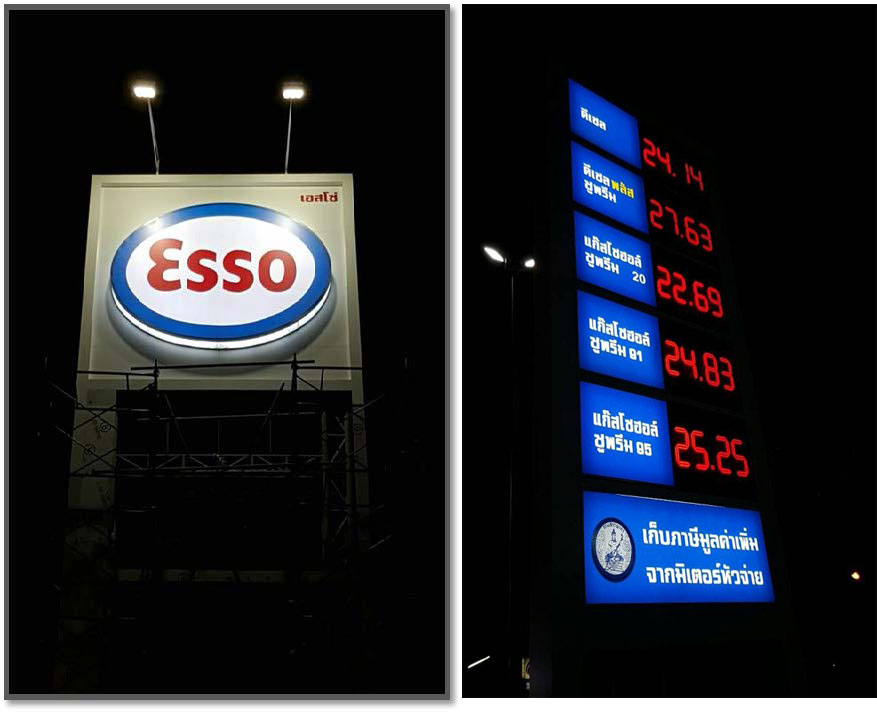 เอสโซ่
Esso
ดีเซล
24.14
ดีเซลพลัส
ซูพรีม
27.63
แก๊สโซฮอล์
ซูพรีม 20
22.69
แก๊สโซฮอล์
ซูพรีม 91
24.83
แก๊สโซฮอล์
ซูพรีม 95
25.25
เก็บภาษีมูลค่าเพิ่ม
จากมิเตอร์หัวจ่าย